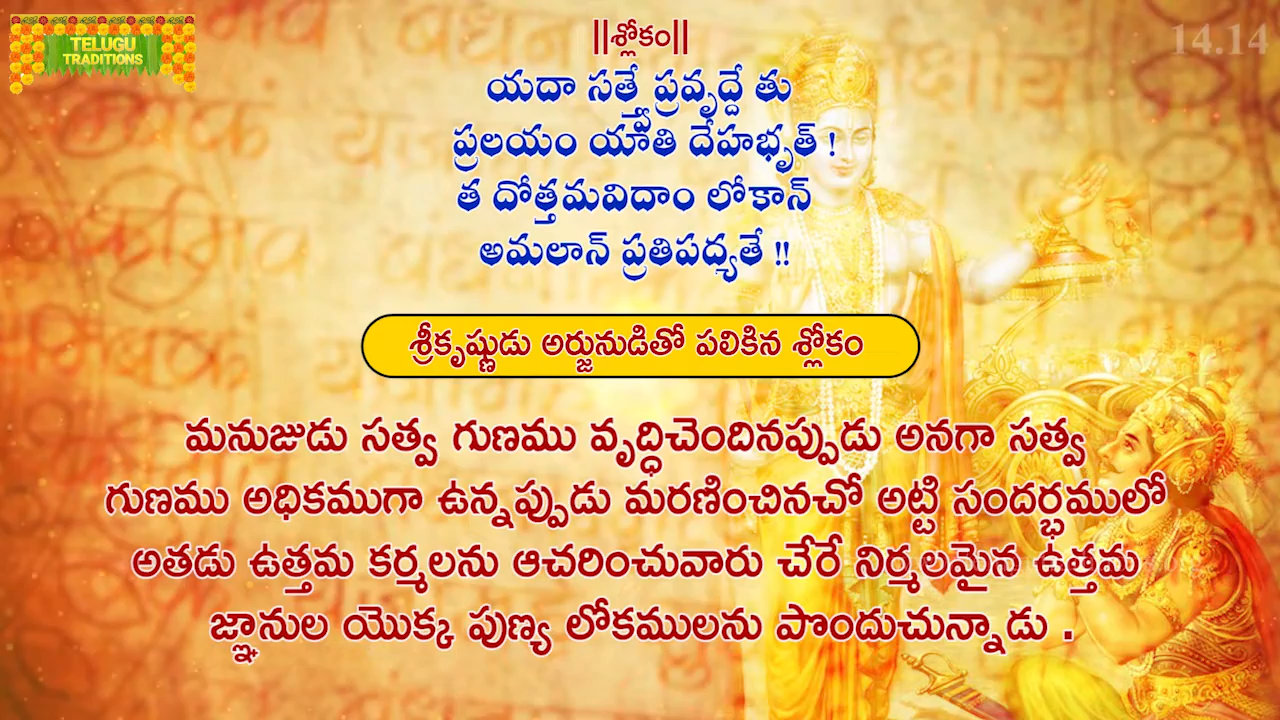 TELUGU
TRADITIONS
14.14
||శ్లోకం||
యదా సత్త్వే ప్రవృద్దే తు
ప్రలయం యాతి దేహభృత్ !
త దోత్తమవిదాం లోకాన్
అమలాన్ ప్రతిపద్యతే !!
శ్రీకృష్ణుడు అర్జునుడితో పలికిన శ్లోకం
మనుజుడు సత్వ గుణము వృద్ధిచెందినప్పుడు అనగా సత్వ
గుణము అధికముగా ఉన్నప్పుడు మరణించినచో అట్టి సందర్భములో
అతడు ఉత్తమ కర్మలను ఆచరించువారు చేరే నిర్మలమైన ఉత్తమ
జ్ఞానుల యొక్క పుణ్య లోకములను పొందుచున్నాడు .